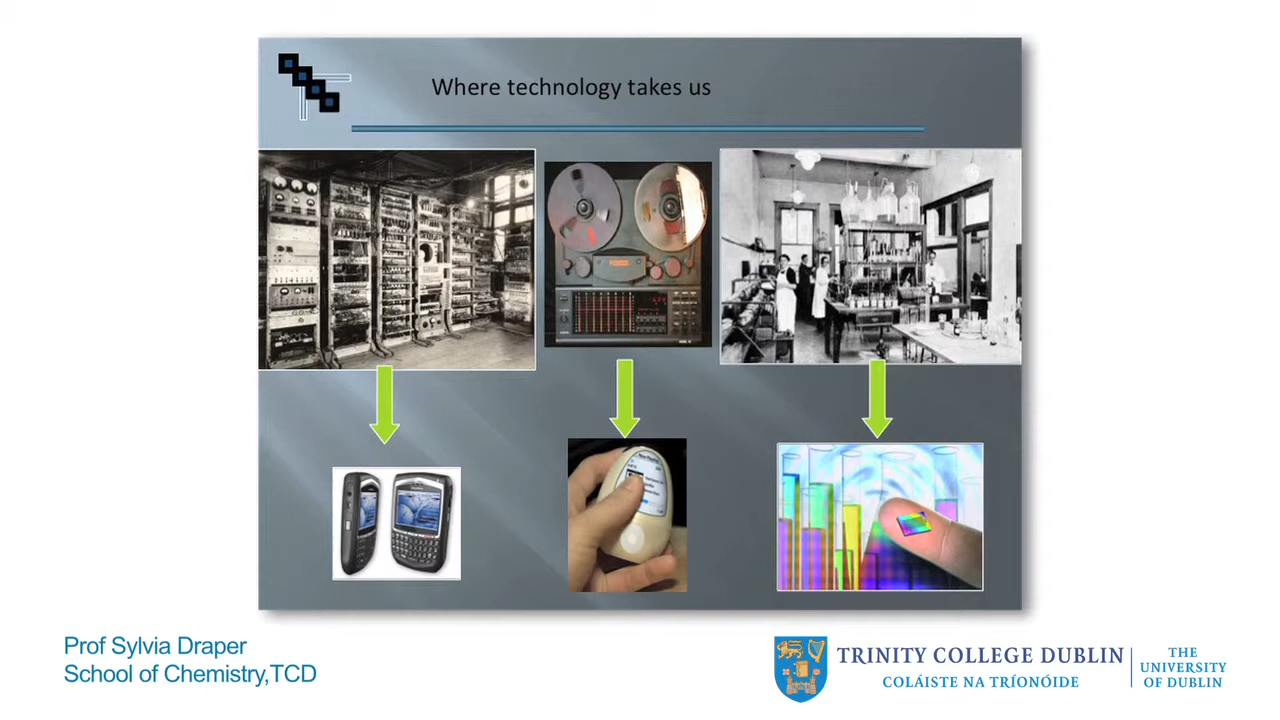 Where technology takes us
Prof Sylvia Draper
School of Chemistry,TCD
TRINITY COLLEGE DUBLIN
COLÁISTE NA TRÍONÓIDE
THE
UNIVERSITY
OF DUBLIN